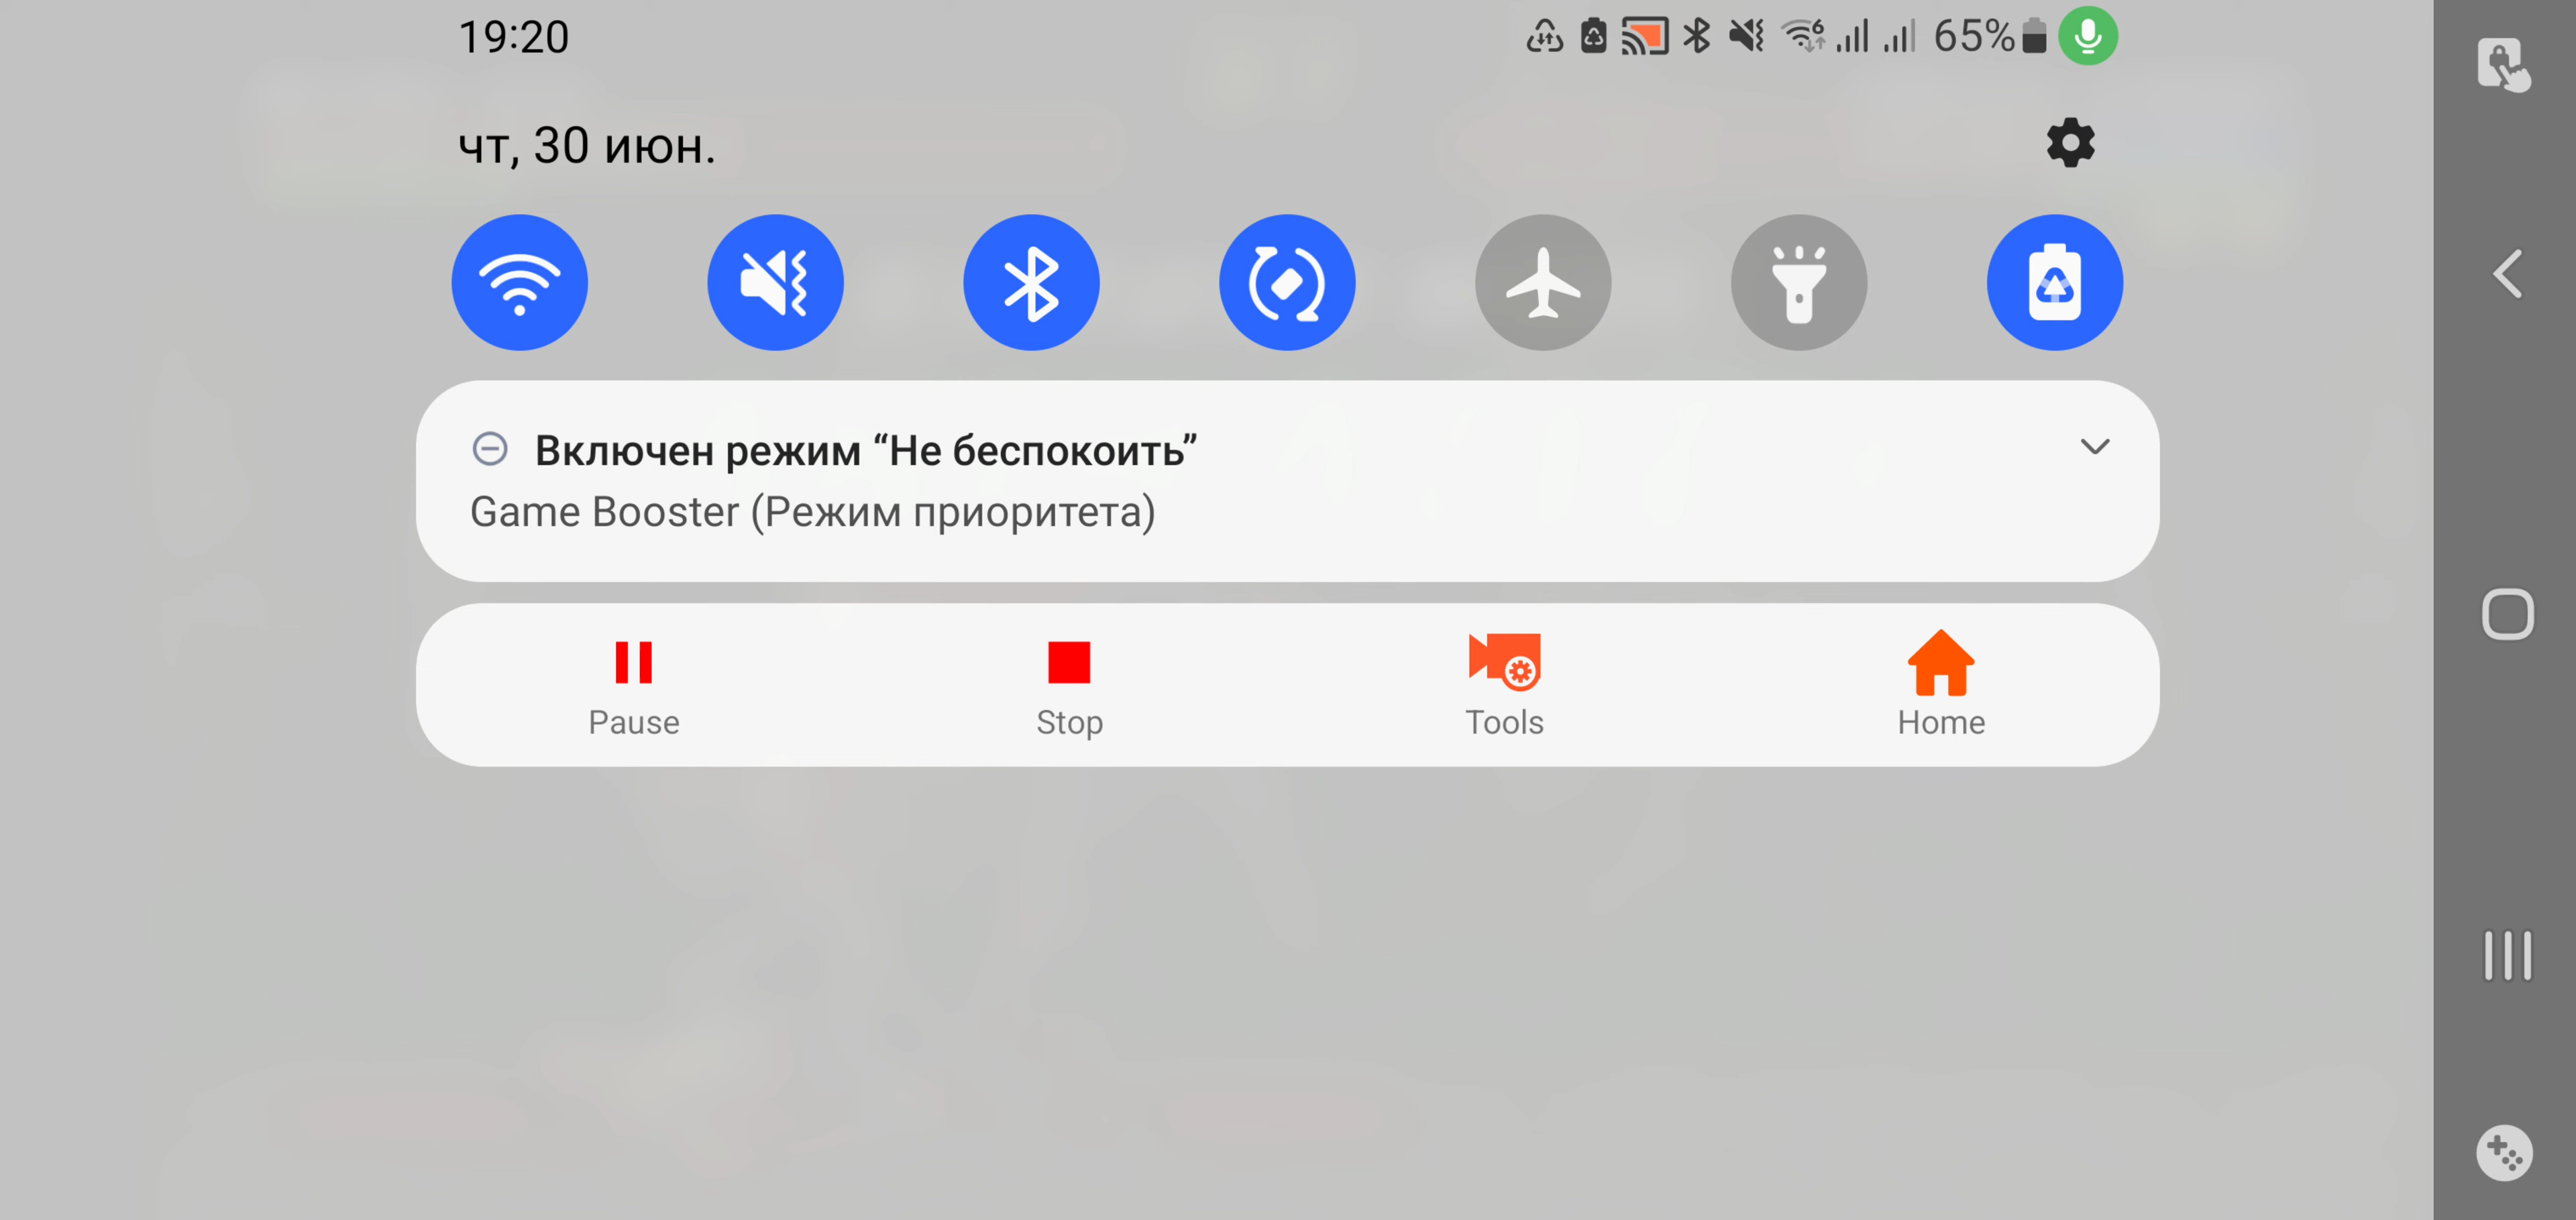 19:20
65%
чт, 30 июн.
Включен режим “Не беспокоить”
Game Booster (Режим приоритета)
Pause
Stop
Tools
Home